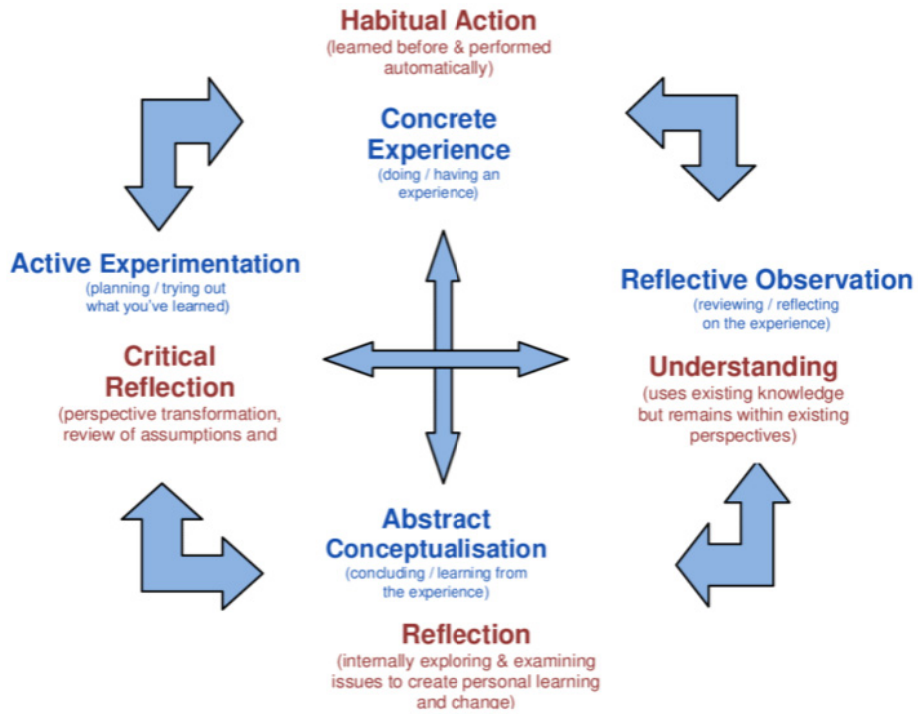 Habitual Action
(learned before & performed
automatically)
Concrete
Experience
(doing / having an
experience)
Active Experimentation
(planning / trying out
what you've learned)
Critical
Reflection
(perspective transformation,
review of assumptions and
Reflective Observation
(reviewing / reflecting
on the experience)
Understanding
(uses existing knowledge
but remains within existing
perspectives)
Abstract
Conceptualisation
(concluding / learning from
the experience)
Reflection
(internally exploring & examining
issues to create personal learning
and change)